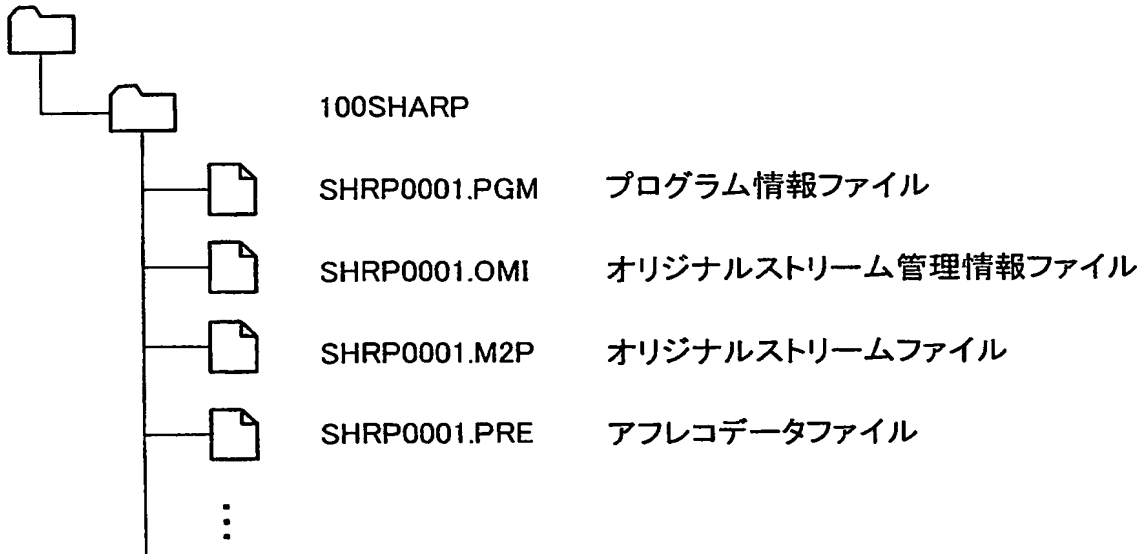 100SHARP
SHRP0001.PGM プログラム情報ファイル
SHRP0001.OMI オリジナルストリーム管理情報ファイル
SHRP0001.M2P オリジナルストリームファイル
SHRP0001.PRE アフレコデータファイル